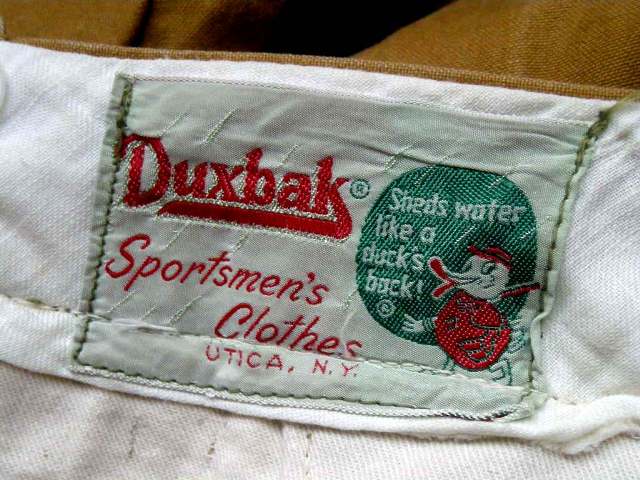 Duxbak®
Sportsmen's
Clothes
UTICA, N.Y.
Sheds water
like a
duck's
back!
©